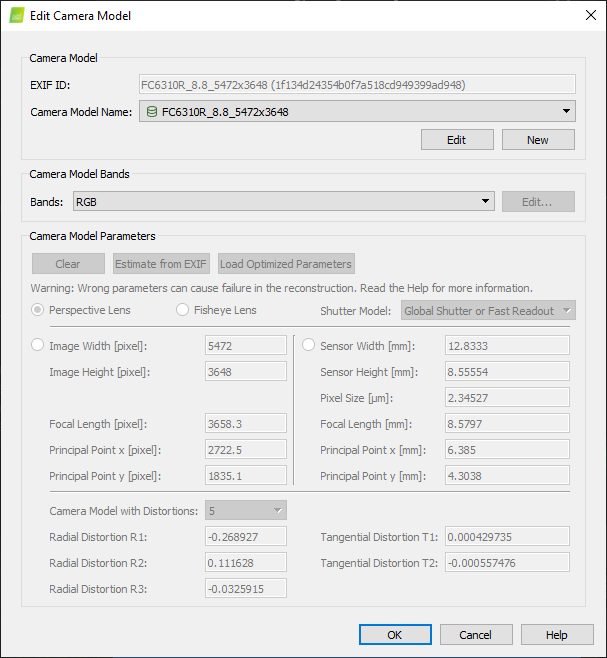 Edit Camera Model
Camera Model
EXIF ID: FC6310R_8.8_5472x3648 (1f134d24354b0f7a518cd949399ad948)
Camera Model Name: FC6310R_8.8_5472x3648
Edit New
Camera Model Bands
Bands: RGB Edit...
Camera Model Parameters
Clear Estimate from EXIF Load Optimized Parameters
Warning: Wrong parameters can cause failure in the reconstruction. Read the Help for more information.
Perspective Lens Fisheye Lens Shutter Model: Global Shutter or Fast Readout
Image Width [pixel]: 5472 Sensor Width [mm]: 12.8333
Image Height [pixel]: 3648 Sensor Height [mm]: 8.55554
Pixel Size [µm]: 2.34527
Focal Length [pixel]: 3658.3 Focal Length [mm]: 8.5797
Principal Point x [pixel]: 2722.5 Principal Point x [mm]: 6.385
Principal Point y [pixel]: 1835.1 Principal Point y [mm]: 4.3038
Camera Model with Distortions: 5
Radial Distortion R1: -0.268927 Tangential Distortion T1: 0.000429735
Radial Distortion R2: 0.111628 Tangential Distortion T2: -0.000557476
Radial Distortion R3: -0.0325915
OK Cancel Help